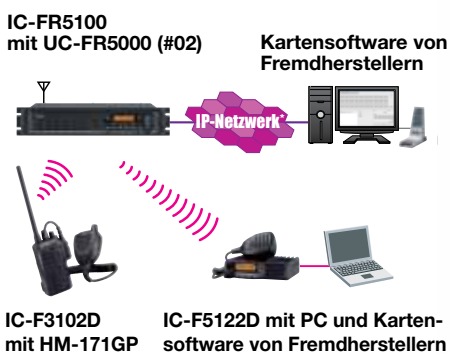 IC-FR5100
mit UC-FR5000 (#02)
Kartensoftware von
Fremdherstellern
IP-Netzwerk*
IC-F3102D
mit HM-171GP
IC-F5122D mit PC und Karten-
software von Fremdherstellern